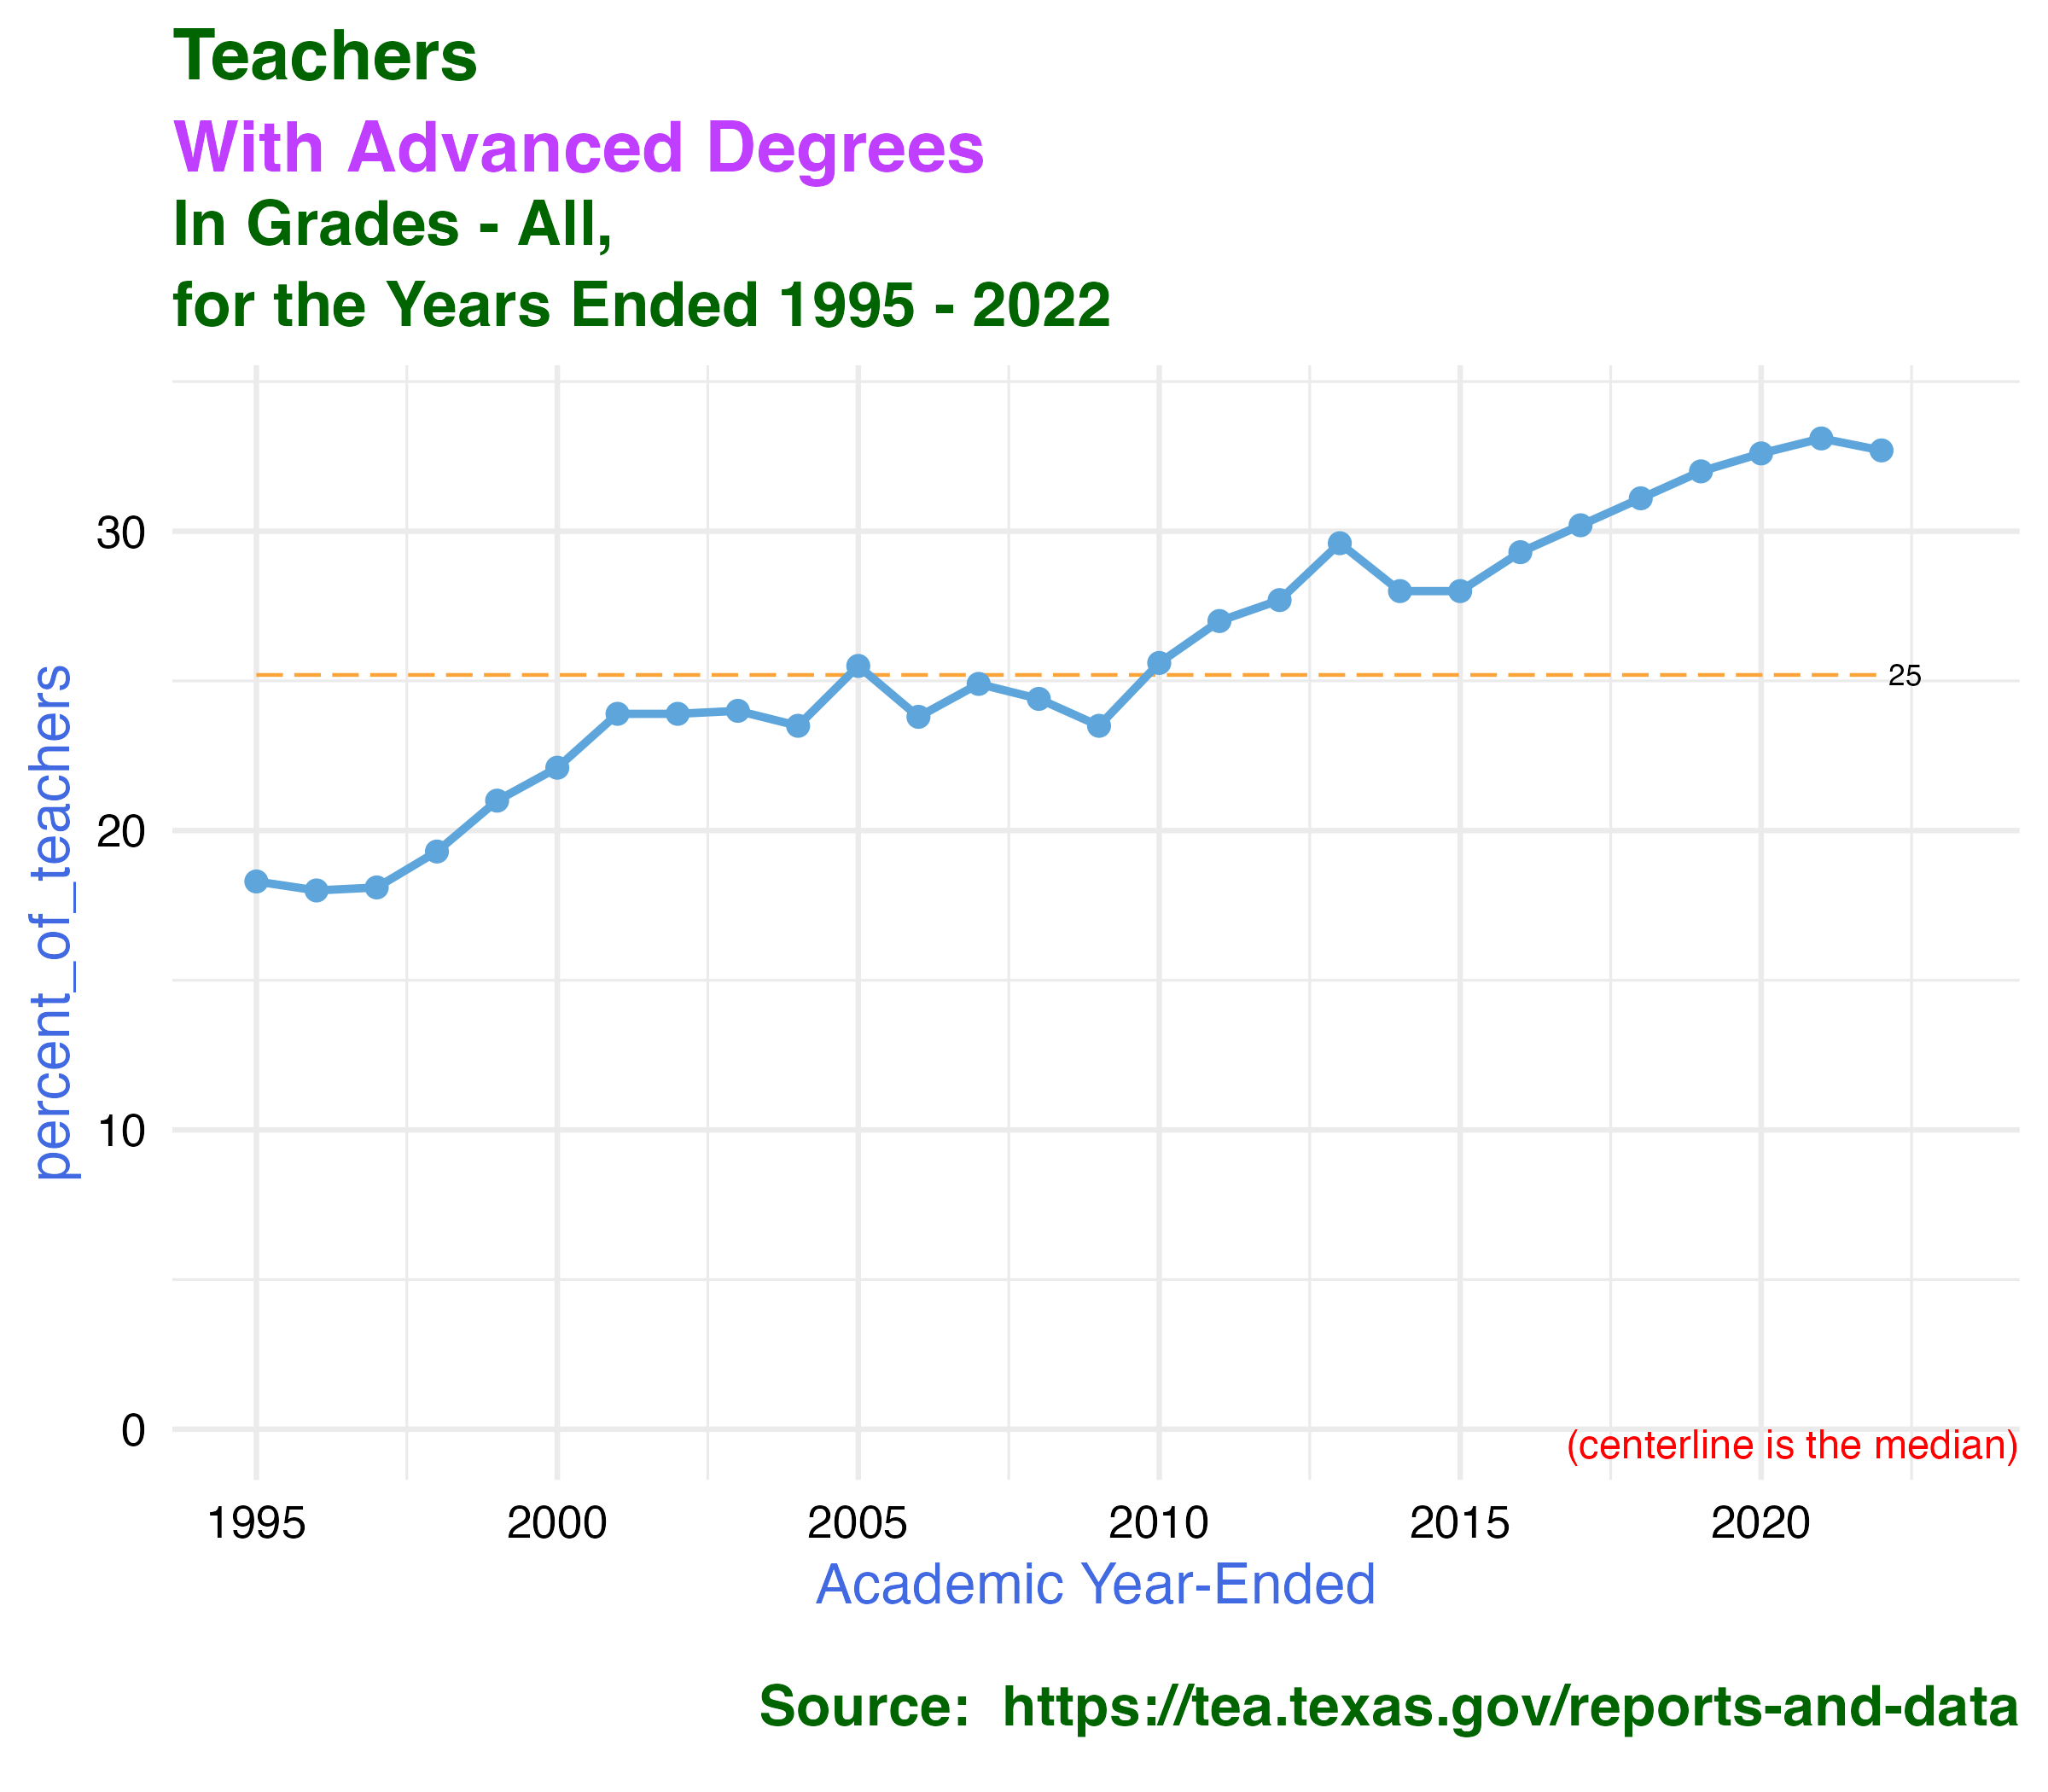 Teachers
With Advanced Degrees
In Grades - All,
for the Years Ended 1995 - 2022
percent_of_teachers
30
20
10
0
25
(centerline is the median)
1995 2000 2005 2010 2015 2020
Academic Year-Ended
Source:  https://tea.texas.gov/reports-and-data